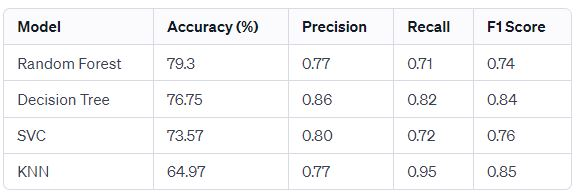 Model Accuracy (%) Precision Recall F1 Score
Random Forest 79.3 0.77 0.71 0.74
Decision Tree 76.75 0.86 0.82 0.84
SVC 73.57 0.80 0.72 0.76
KNN 64.97 0.77 0.95 0.85